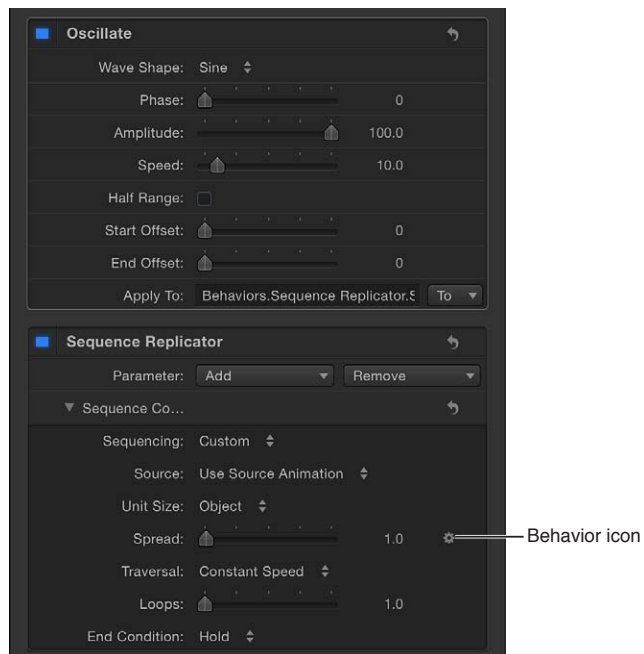 Oscillate
Wave Shape: Sine
Phase: 0
Amplitude: 100.0
Speed: 10.0
Half Range:
Start Offset: 0
End Offset: 0
Apply To: Behaviors.Sequence Replicator.S To
Sequence Replicator
Parameter: Add Remove
Sequence Co...
Sequencing: Custom
Source: Use Source Animation
Unit Size: Object
Spread: 1.0 Behavior icon
Traversal: Constant Speed
Loops: 1.0
End Condition: Hold